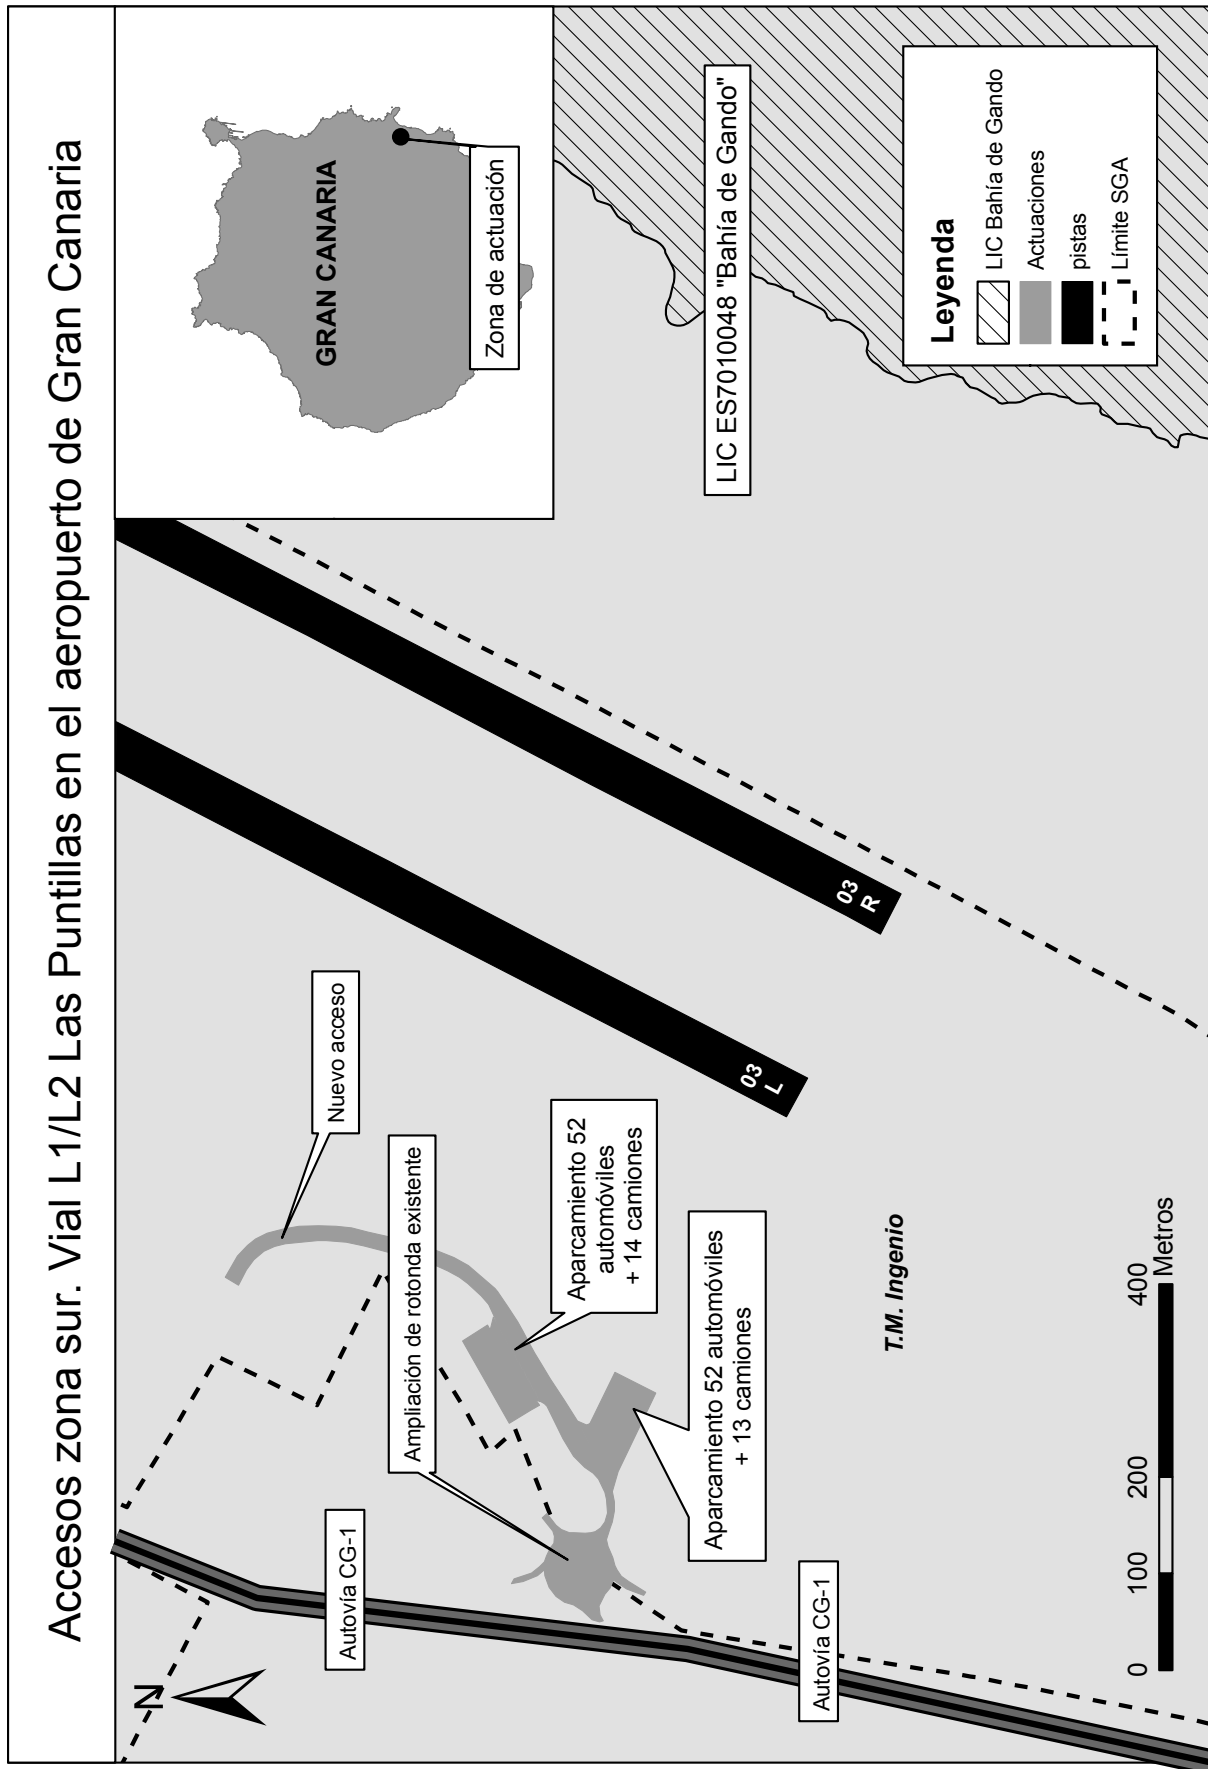 Accesos zona sur. Vial L1/L2 Las Puntillas en el aeropuerto de Gran Canaria
N
GRAN CANARIA
Zona de actuación
Autovía CG-1
Nuevo acceso
Ampliación de rotonda existente
Aparcamiento 52
automóviles
+ 14 camiones
Aparcamiento 52 automóviles
+ 13 camiones
Autovía CG-1
03
L
03
R
LIC ES7010048 "Bahía de Gando"
T.M. Ingenio
Leyenda
LIC Bahía de Gando
Actuaciones
pistas
Límite SGA
0 100 200 400
Metros